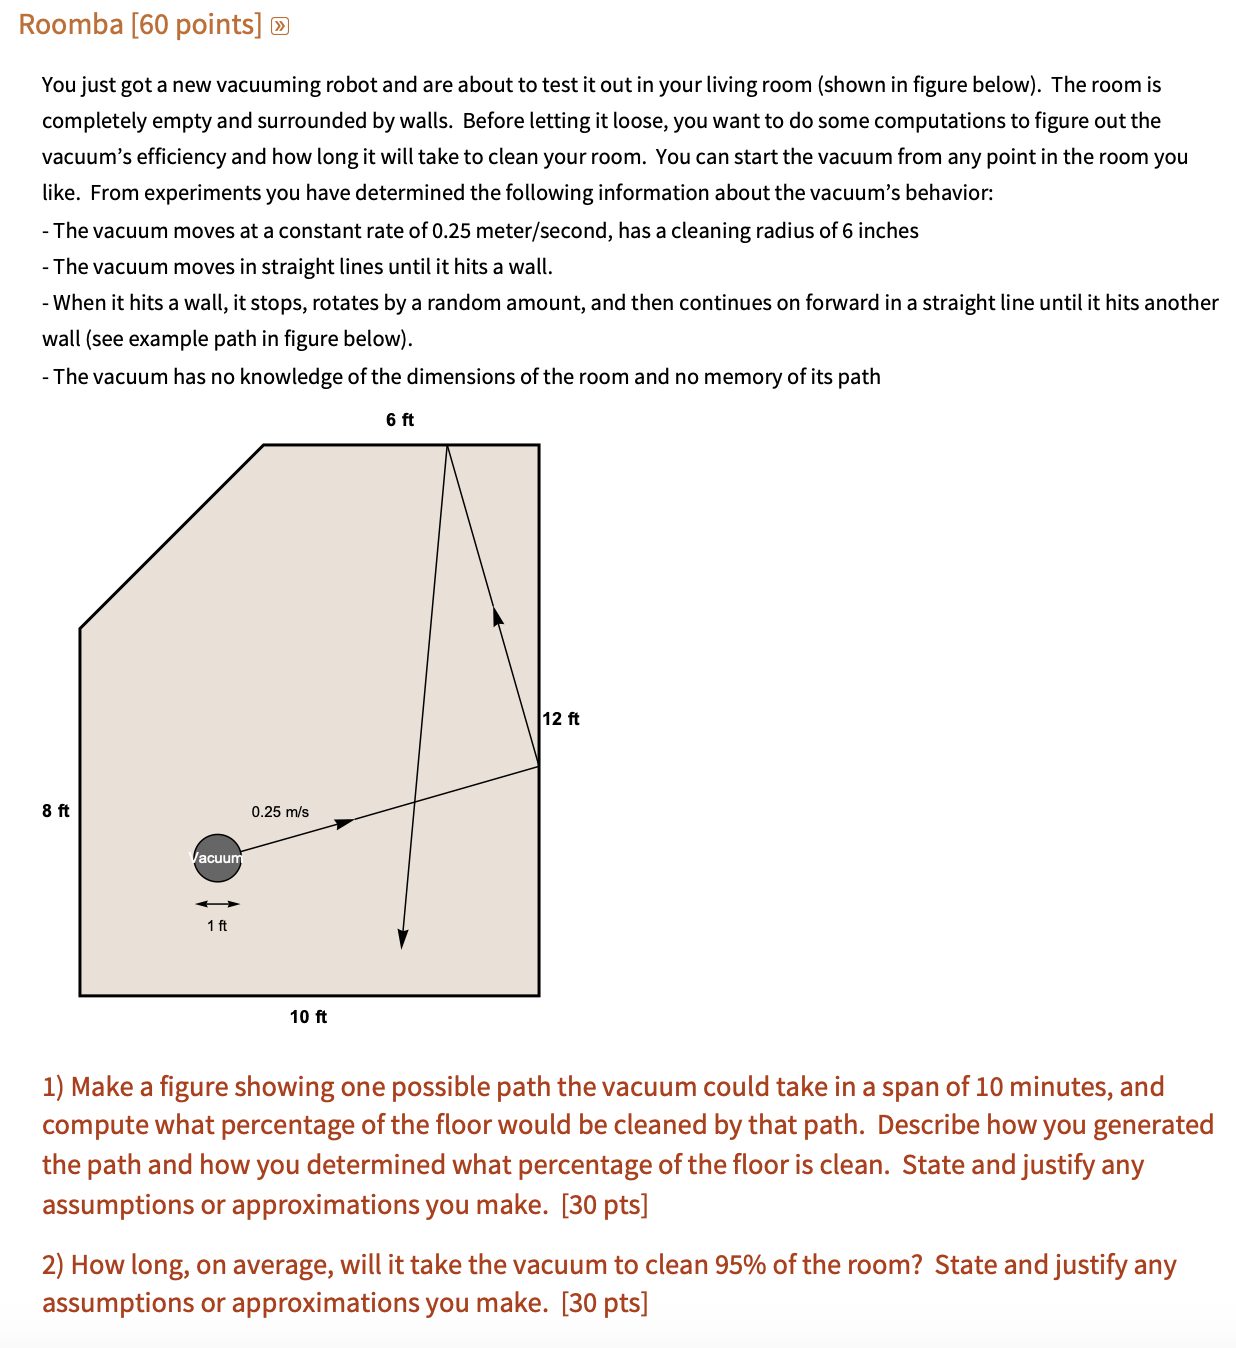 Roomba [60 points] »
You just got a new vacuuming robot and are about to test it out in your living room (shown in figure below).  The room is
completely empty and surrounded by walls.  Before letting it loose, you want to do some computations to figure out the
vacuum’s efficiency and how long it will take to clean your room.  You can start the vacuum from any point in the room you
like.  From experiments you have determined the following information about the vacuum’s behavior:
- The vacuum moves at a constant rate of 0.25 meter/second, has a cleaning radius of 6 inches
- The vacuum moves in straight lines until it hits a wall.
- When it hits a wall, it stops, rotates by a random amount, and then continues on forward in a straight line until it hits another
wall (see example path in figure below).
- The vacuum has no knowledge of the dimensions of the room and no memory of its path
6 ft
12 ft
8 ft
0.25 m/s
Vacuum
1 ft
10 ft
1) Make a figure showing one possible path the vacuum could take in a span of 10 minutes, and
compute what percentage of the floor would be cleaned by that path.  Describe how you generated
the path and how you determined what percentage of the floor is clean.  State and justify any
assumptions or approximations you make.  [30 pts]
2) How long, on average, will it take the vacuum to clean 95% of the room?  State and justify any
assumptions or approximations you make.  [30 pts]